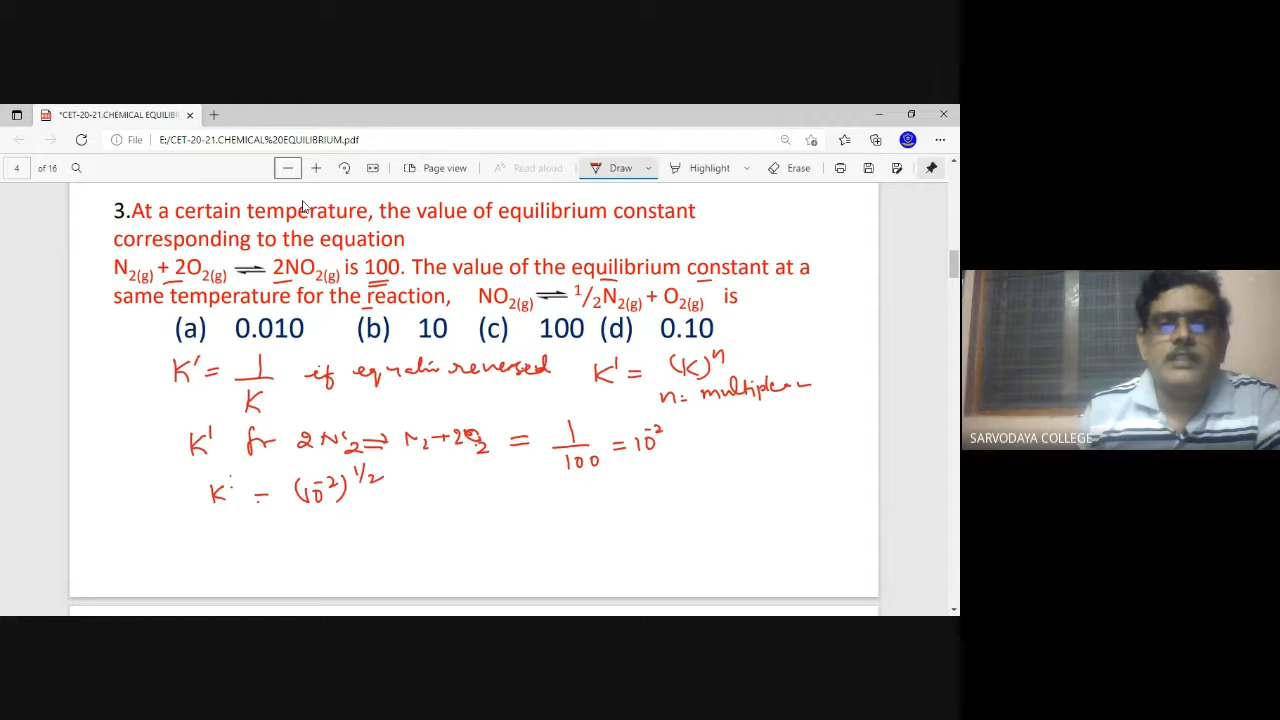 *CET-20-21.CHEMICAL EQUILIB
File E:/CET-20-21.CHEMICAL%20EQUILIBRIUM.pdf
4 of 16 Page view Read aloud Draw Highlight Erase
3.At a certain temperature, the value of equilibrium constant
corresponding to the equation
N2(g) + 2O2(g) ⇌ 2NO2(g) is 100. The value of the equilibrium constant at a
same temperature for the reaction, NO2(g) ⇌ 1/2N2(g) + O2(g) is
(a) 0.010 (b) 10 (c) 100 (d) 0.10
K' = 1/K if reversed K' = (K)^n
n =
K' for 2 ⇌ N2 + 2O2 = 1/100 = 10^-2
K = (10^-2)^1/2
SARVODAYA COLLEGE